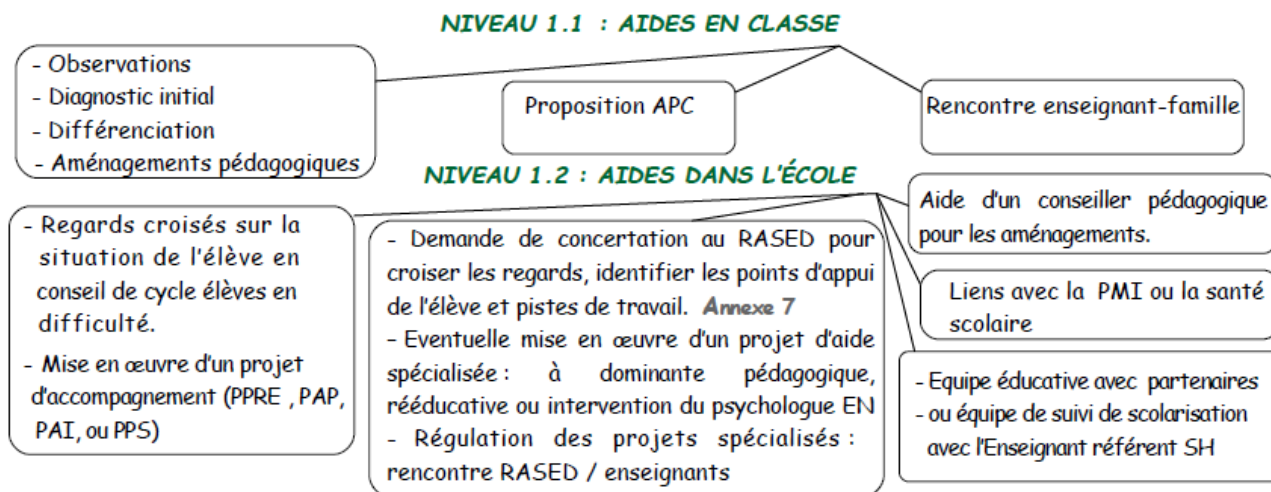 NIVEAU 1.1 : AIDES EN CLASSE
- Observations
- Diagnostic initial
- Différenciation
- Aménagements pédagogiques
Proposition APC
Rencontre enseignant-famille
NIVEAU 1.2 : AIDES DANS L'ÉCOLE
- Regards croisés sur la
situation de l'élève en
conseil de cycle élèves en
difficulté.
- Mise en œuvre d'un projet
d'accompagnement (PPRE , PAP,
PAI, ou PPS)
- Demande de concertation au RASED pour
croiser les regards, identifier les points d'appui
de l'élève et pistes de travail. Annexe 7
- Eventuelle mise en œuvre d'un projet d'aide
spécialisée : à dominante pédagogique,
rééducative ou intervention du psychologue EN
- Régulation des projets spécialisés :
rencontre RASED / enseignants
Aide d'un conseiller pédagogique
pour les aménagements.
Liens avec la PMI ou la santé
scolaire
- Equipe éducative avec partenaires
- ou équipe de suivi de scolarisation
avec l'Enseignant référent SH